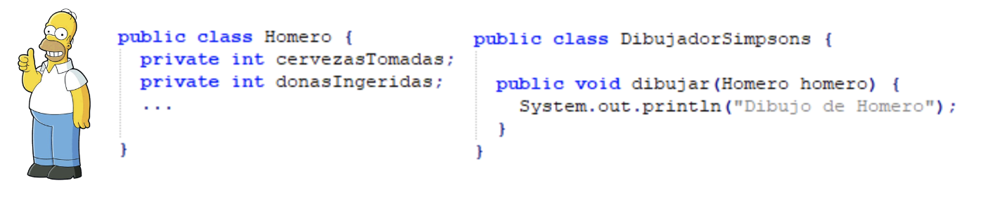 public class Homero {
private int cervezasTomadas;
private int donasIngeridas;
...
}
public class DibujadorSimpsons {
public void dibujar(Homero homero) {
System.out.println("Dibujo de Homero");
}
}